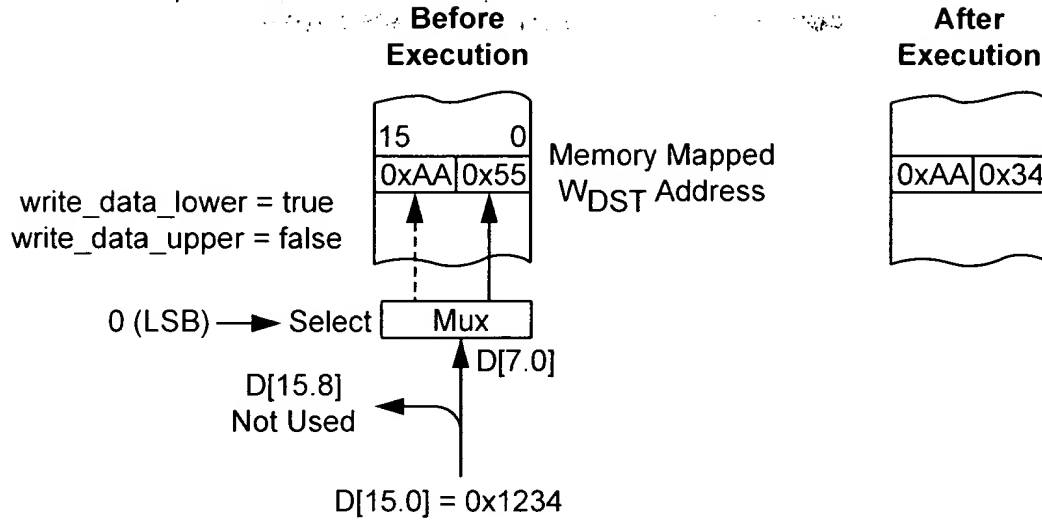 Before
Execution
After
Execution
15 0
0xAA 0x55
Memory Mapped
WDST Address
0xAA 0x34
write_data_lower = true
write_data_upper = false
0 (LSB) Select Mux
D[7.0]
D[15.8]
Not Used
D[15.0] = 0x1234